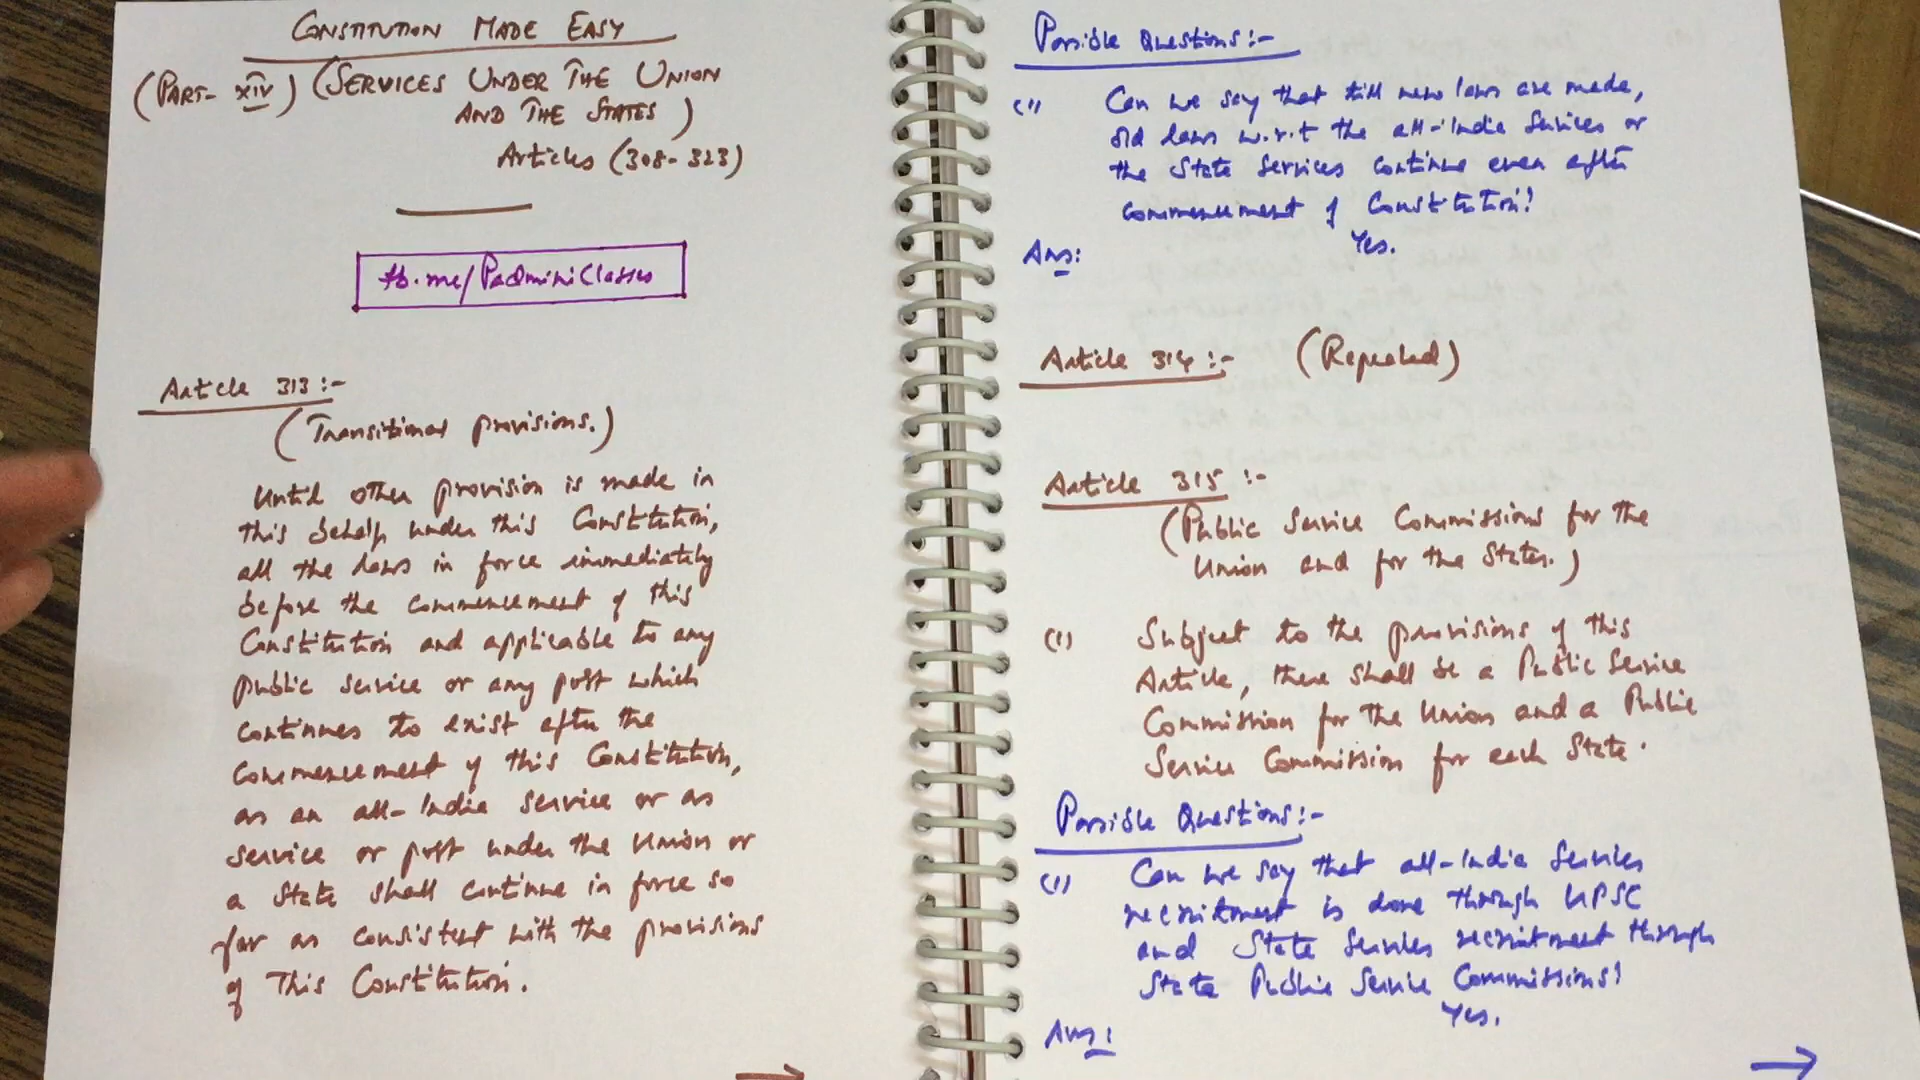 CONSTITUTION MADE EASY
(PART- XIV) (SERVICES UNDER THE UNION
AND THE STATES)
Articles (308-323)
fb.me/PadminiClasses
Article 313:-
(Transitional provisions.)
Until other provision is made in
this behalf under this Constitution,
all the laws in force immediately
before the commencement of this
Constitution and applicable to any
public service or any post which
continues to exist after the
commencement of this Constitution,
as an all-India service or as
service or post under the Union or
a State shall continue in force so
far as consistent with the provisions
of This Constitution.
Possible Questions:-
(1) Can we say that till new laws are made,
old laws w.r.t the all-India Services or
the State Services continue even after
commencement of Constitution?
Ans: Yes.
Article 314:- (Repealed)
Article 315:-
(Public Service Commissions for the
Union and for the States.)
(1) Subject to the provisions of this
Article, there shall be a Public Service
Commission for the Union and a Public
Service Commission for each State.
Possible Questions:-
(1) Can we say that all-India Services
recruitment is done through UPSC
and State Services recruitment through
State Public Service Commissions?
Ans: Yes.